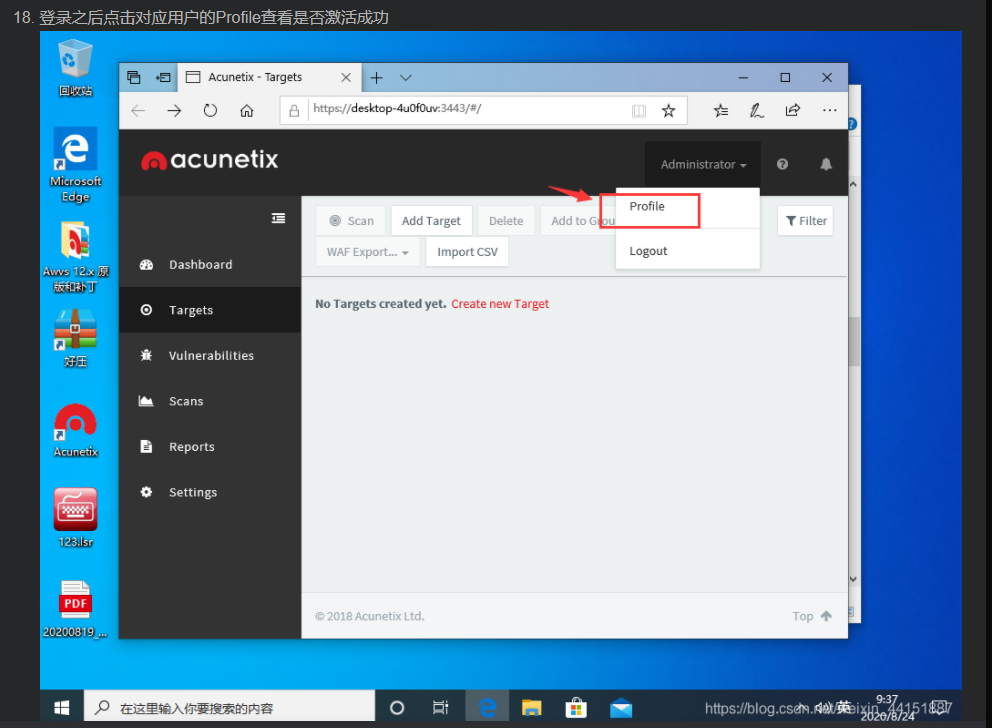 18. 登录之后点击对应用户的Profile查看是否激活成功
回收站
Microsoft
Edge
Awvs 12.x 原
版和补丁
好压
Acunetix
123.lsr
PDF
20200819_...
Acunetix - Targets
https://desktop-4u0f0uv:3443/#/
acunetix
Administrator
Profile
Logout
Scan
Add Target
Delete
Add to Grou
Filter
WAF Export...
Import CSV
Dashboard
Targets
Vulnerabilities
Scans
Reports
Settings
No Targets created yet. Create new Target
© 2018 Acunetix Ltd.
Top
在这里输入你要搜索的内容
英
9:37
2020/8/24